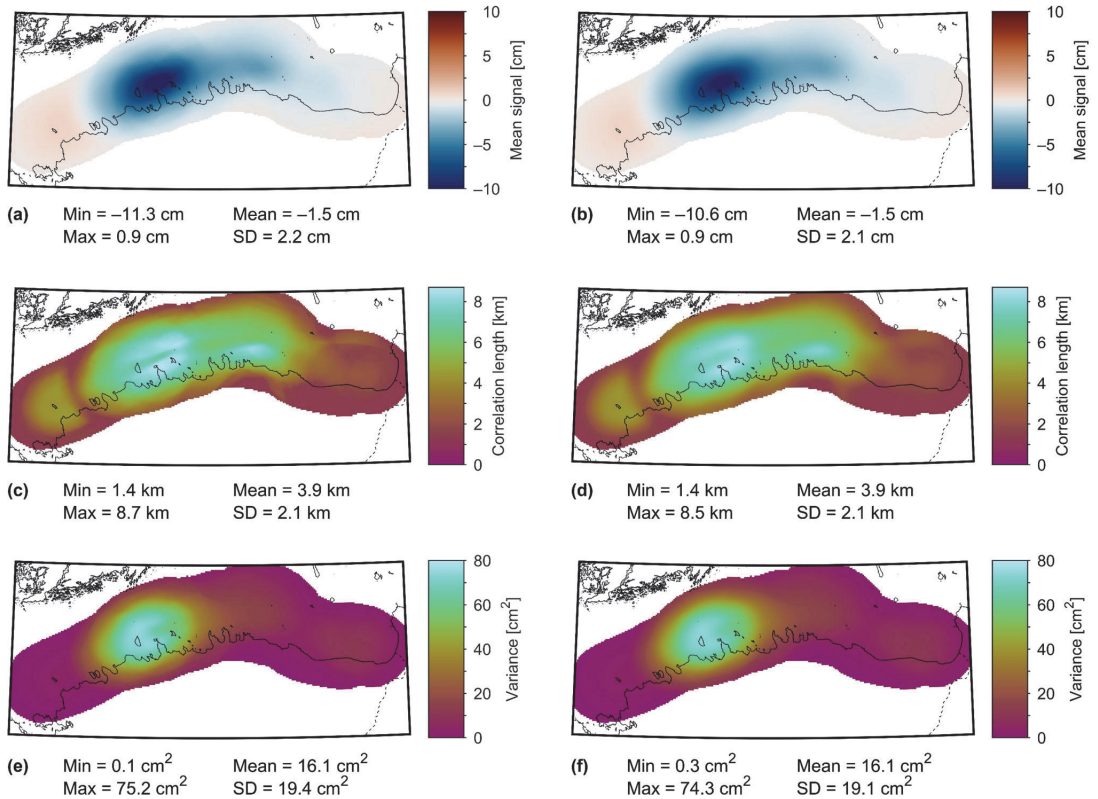 10
5
0
–5
–10
Mean signal [cm]
(a) Min = –11.3 cm Mean = –1.5 cm
Max = 0.9 cm SD = 2.2 cm
10
5
0
–5
–10
Mean signal [cm]
(b) Min = –10.6 cm Mean = –1.5 cm
Max = 0.9 cm SD = 2.1 cm
8
6
4
2
0
Correlation length [km]
(c) Min = 1.4 km Mean = 3.9 km
Max = 8.7 km SD = 2.1 km
8
6
4
2
0
Correlation length [km]
(d) Min = 1.4 km Mean = 3.9 km
Max = 8.5 km SD = 2.1 km
80
60
40
20
0
Variance [cm²]
(e) Min = 0.1 cm² Mean = 16.1 cm²
Max = 75.2 cm² SD = 19.4 cm²
80
60
40
20
0
Variance [cm²]
(f) Min = 0.3 cm² Mean = 16.1 cm²
Max = 74.3 cm² SD = 19.1 cm²